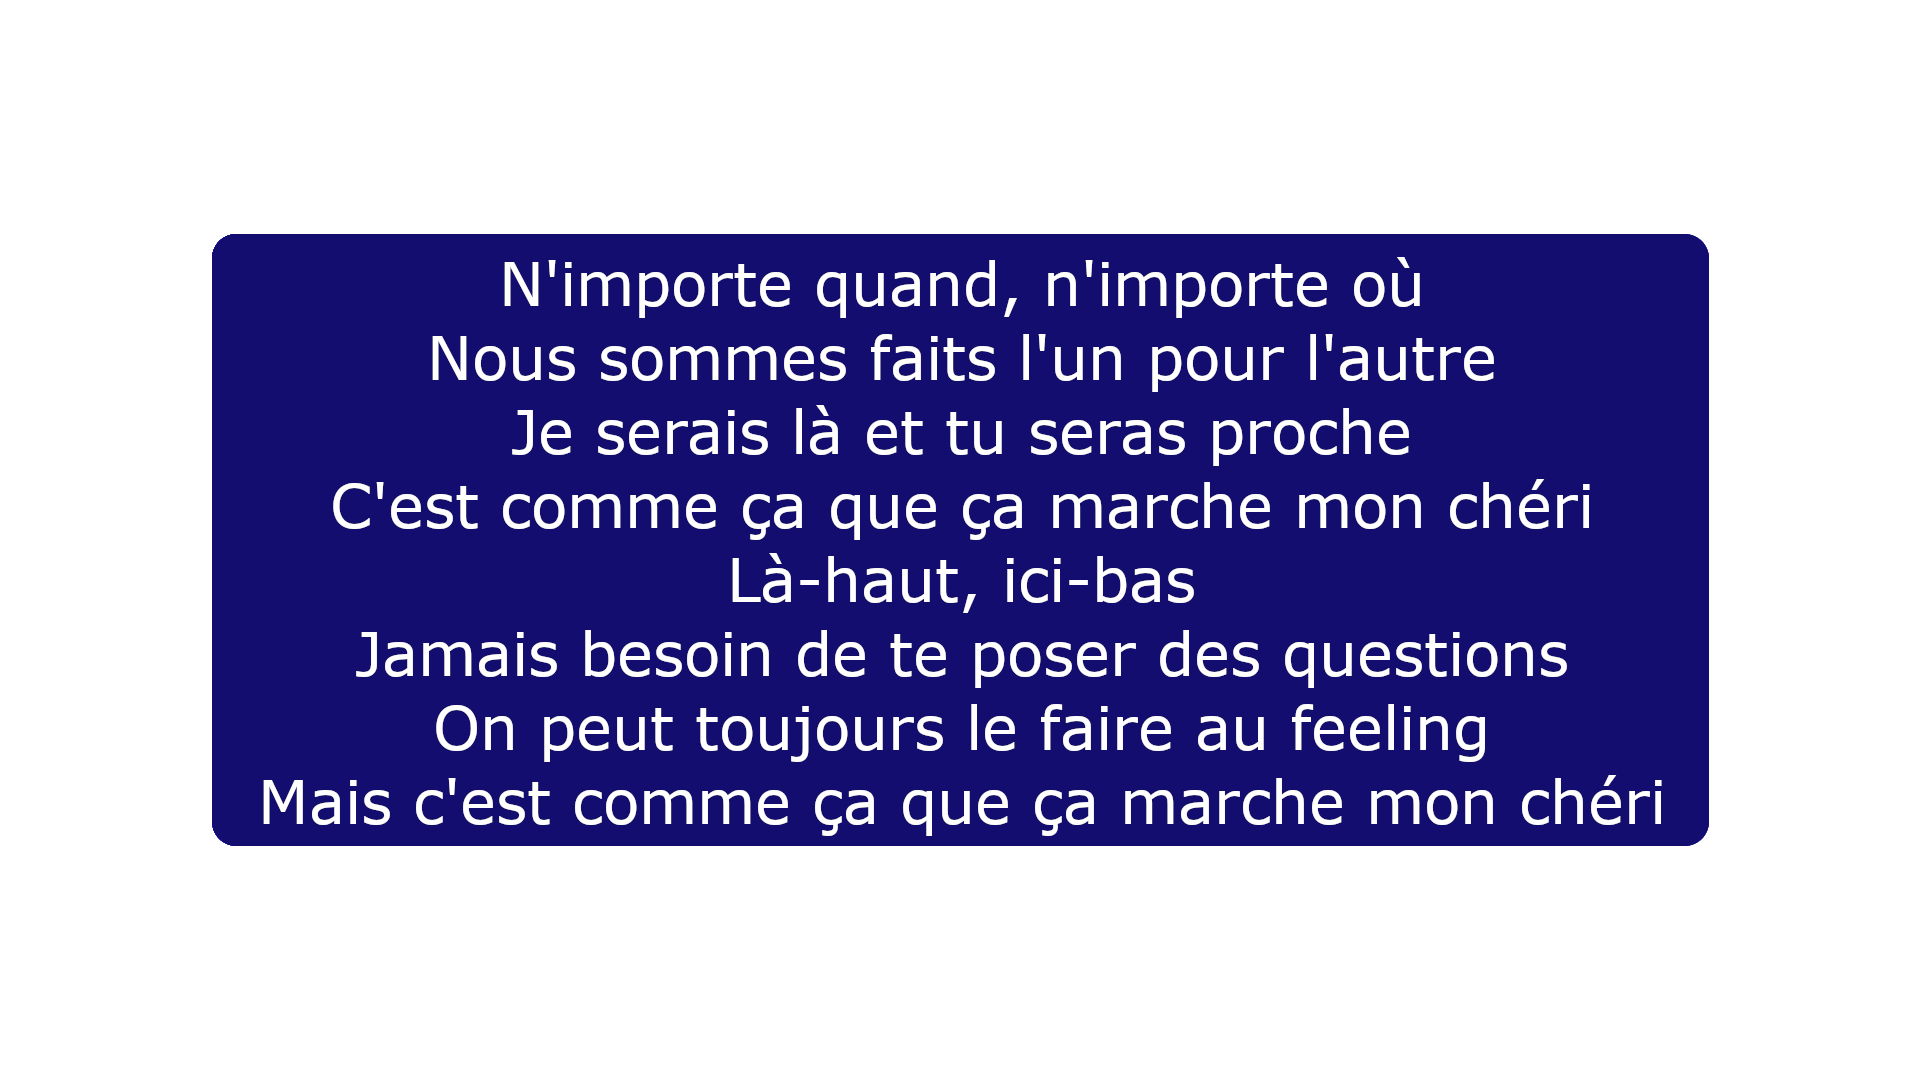 N'importe quand, n'importe où
Nous sommes faits l'un pour l'autre
Je serais là et tu seras proche
C'est comme ça que ça marche mon chéri
Là-haut, ici-bas
Jamais besoin de te poser des questions
On peut toujours le faire au feeling
Mais c'est comme ça que ça marche mon chéri